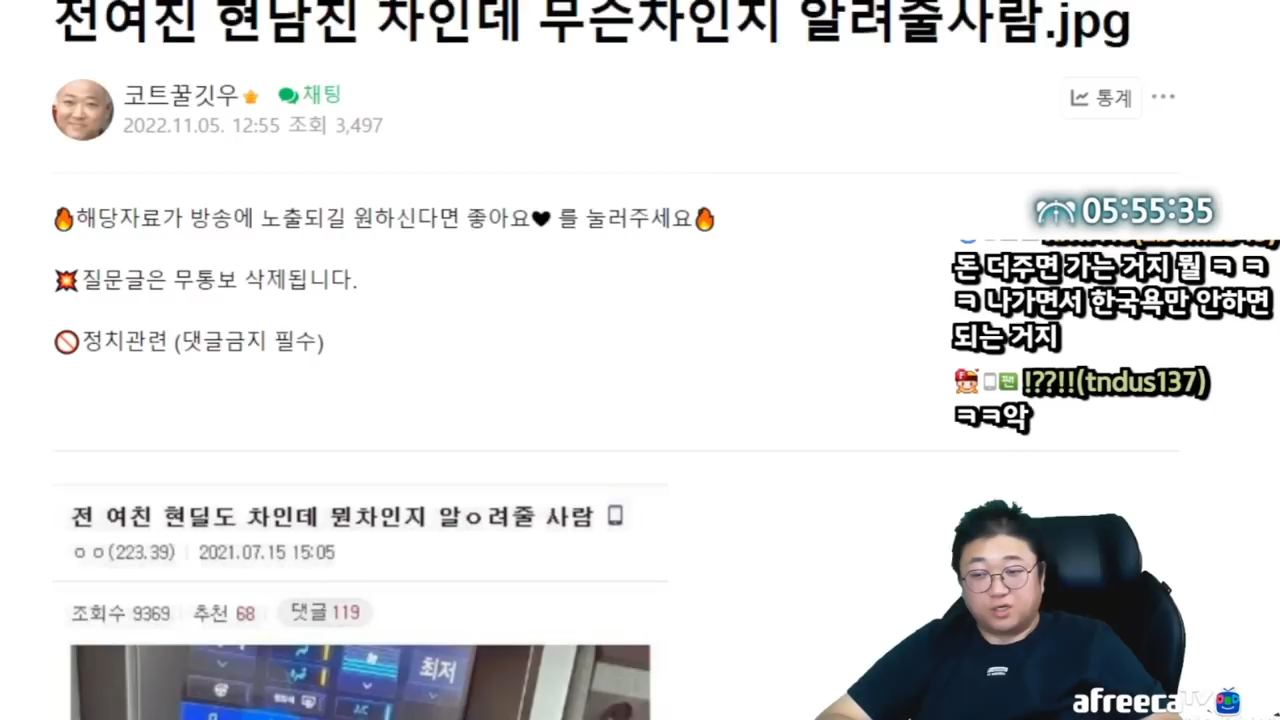 전여친 현남친 차인데 무슨차인지 알려줄사람.jpg
코트꿀깃우
채팅
통계
2022.11.05. 12:55 조회 3,497
해당자료가 방송에 노출되길 원하신다면 좋아요🖤 를 눌러주세요
05:55:35
질문글은 무통보 삭제됩니다.
정치관련 (댓글금지 필수)
돈 더주면 가는 거지 뭘 ㅋ ㅋ
ㅋ 나가면서 한국욕만 안하면
되는 거지
팬 !??!!(tndus137)
ㅋㅋ악
전 여친 현딜도 차인데 뭔차인지 알ㅇ려줄 사람
ㅇㅇ(223.39) 2021.07.15 15:05
조회수 9369 추천 68 댓글 119
최저
A/C
afreecaTV